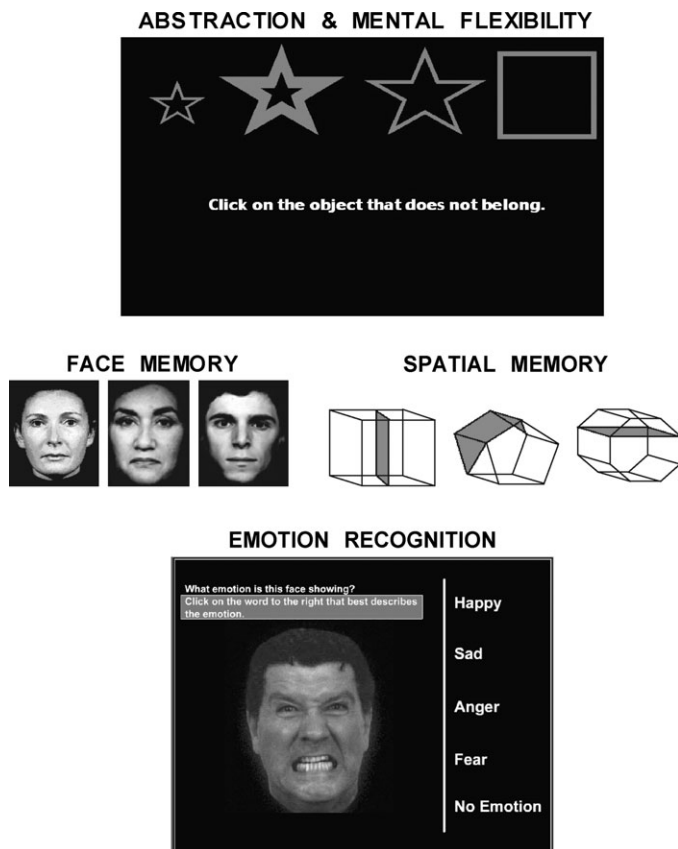 ABSTRACTION & MENTAL FLEXIBILITY
Click on the object that does not belong.
FACE MEMORY
SPATIAL MEMORY
EMOTION RECOGNITION
What emotion is this face showing?
Click on the word to the right that best describes
the emotion.
Happy
Sad
Anger
Fear
No Emotion